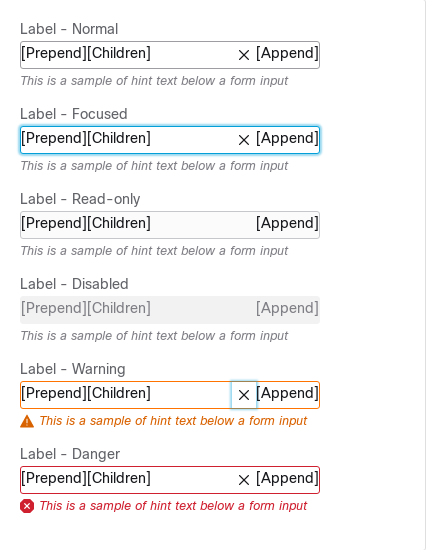 Label - Normal
[Prepend][Children] [Append]
This is a sample of hint text below a form input
Label - Focused
[Prepend][Children] [Append]
This is a sample of hint text below a form input
Label - Read-only
[Prepend][Children] [Append]
This is a sample of hint text below a form input
Label - Disabled
[Prepend][Children] [Append]
This is a sample of hint text below a form input
Label - Warning
[Prepend][Children] [Append]
This is a sample of hint text below a form input
Label - Danger
[Prepend][Children] [Append]
This is a sample of hint text below a form input